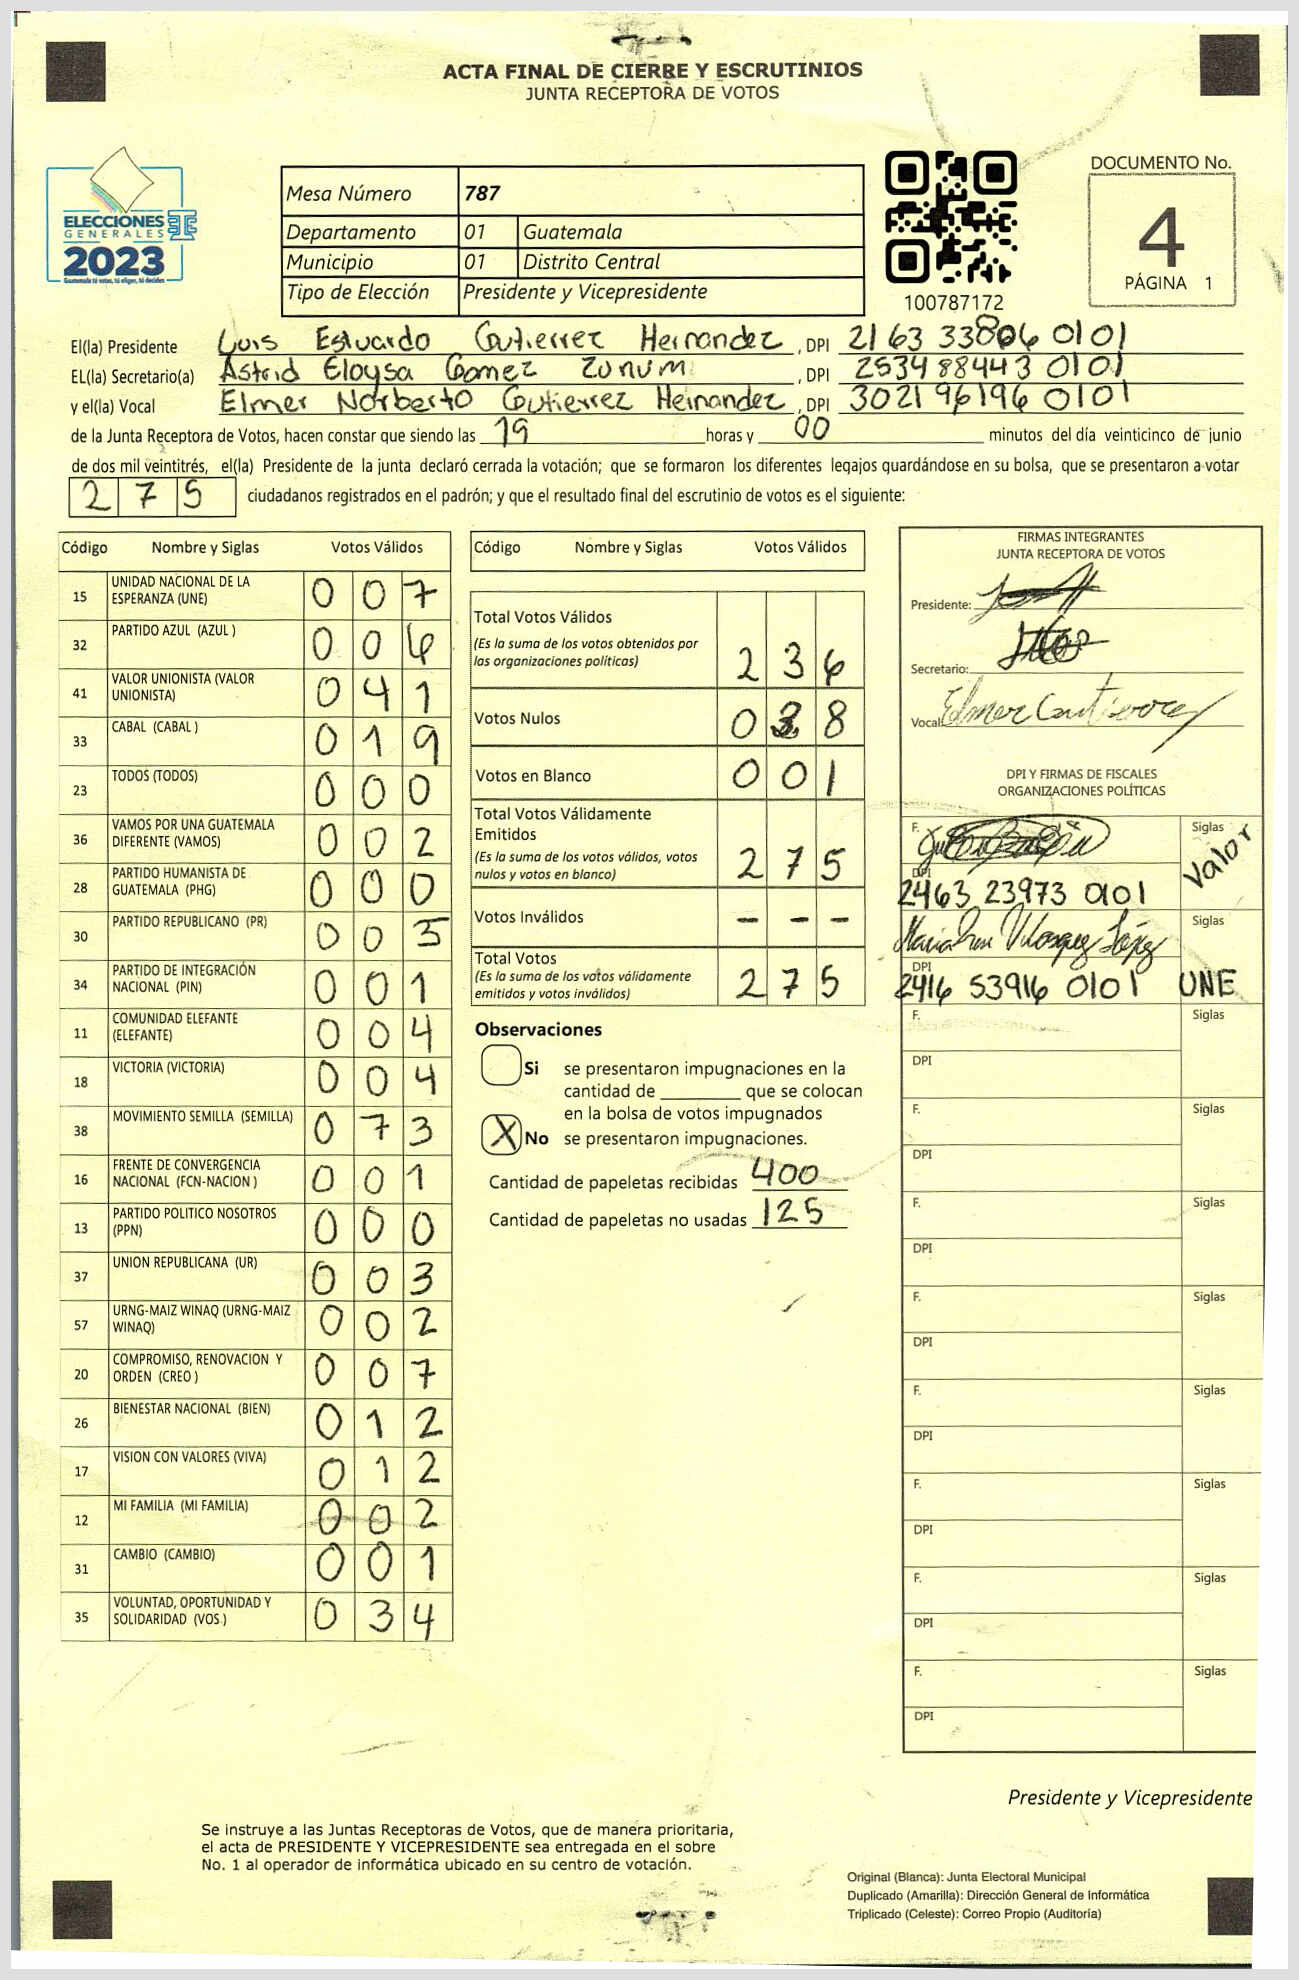 ACTA FINAL DE CIERRE Y ESCRUTINIOS
JUNTA RECEPTORA DE VOTOS
ELECCIONES
GENERALES
2023
Guatemala tú votas, tú eliges, tú decides
Mesa Número 787
Departamento 01 Guatemala
Municipio 01 Distrito Central
Tipo de Elección Presidente y Vicepresidente
100787172
DOCUMENTO No.
4
PÁGINA 1
El(la) Presidente Luis Estuardo Gutierrez Hernandez, DPI 2163 33806 0101
EL(la) Secretario(a) Astrid Eloysa Gomez Zunum, DPI 2534 88443 0101
y el(la) Vocal Elmer Norberto Gutierrez Hernandez, DPI 3021 96196 0101
de la Junta Receptora de Votos, hacen constar que siendo las 19 horas y 00 minutos del día veinticinco de junio
de dos mil veintitrés, el(la) Presidente de la junta declaró cerrada la votación; que se formaron los diferentes legajos guardándose en su bolsa, que se presentaron a votar
275 ciudadanos registrados en el padrón; y que el resultado final del escrutinio de votos es el siguiente:
Código Nombre y Siglas Votos Válidos
15 UNIDAD NACIONAL DE LA ESPERANZA (UNE) 0 0 7
32 PARTIDO AZUL (AZUL ) 0 0 6
41 VALOR UNIONISTA (VALOR UNIONISTA) 0 4 1
33 CABAL (CABAL ) 0 1 9
23 TODOS (TODOS) 0 0 0
36 VAMOS POR UNA GUATEMALA DIFERENTE (VAMOS) 0 0 2
28 PARTIDO HUMANISTA DE GUATEMALA (PHG) 0 0 0
30 PARTIDO REPUBLICANO (PR) 0 0 5
34 PARTIDO DE INTEGRACIÓN NACIONAL (PIN) 0 0 1
11 COMUNIDAD ELEFANTE (ELEFANTE) 0 0 4
18 VICTORIA (VICTORIA) 0 0 4
38 MOVIMIENTO SEMILLA (SEMILLA) 0 7 3
16 FRENTE DE CONVERGENCIA NACIONAL (FCN-NACION ) 0 0 1
13 PARTIDO POLITICO NOSOTROS (PPN) 0 0 0
37 UNION REPUBLICANA (UR) 0 0 3
57 URNG-MAIZ WINAQ (URNG-MAIZ WINAQ) 0 0 2
20 COMPROMISO, RENOVACION Y ORDEN (CREO ) 0 0 7
26 BIENESTAR NACIONAL (BIEN) 0 1 2
17 VISION CON VALORES (VIVA) 0 1 2
12 MI FAMILIA (MI FAMILIA) 0 0 2
31 CAMBIO (CAMBIO) 0 0 1
35 VOLUNTAD, OPORTUNIDAD Y SOLIDARIDAD (VOS ) 0 3 4
Código Nombre y Siglas Votos Válidos
Total Votos Válidos
(Es la suma de los votos obtenidos por
las organizaciones políticas) 2 3 6
Votos Nulos 0 3 8
Votos en Blanco 0 0 1
Total Votos Válidamente
Emitidos
(Es la suma de los votos válidos, votos
nulos y votos en blanco) 2 7 5
Votos Inválidos - - -
Total Votos
(Es la suma de los votos válidamente
emitidos y votos inválidos) 2 7 5
Observaciones
Si se presentaron impugnaciones en la
cantidad de ________ que se colocan
en la bolsa de votos impugnados
X No se presentaron impugnaciones.
Cantidad de papeletas recibidas 400
Cantidad de papeletas no usadas 125
FIRMAS INTEGRANTES
JUNTA RECEPTORA DE VOTOS
Presidente:
Secretario:
Vocal: Elmer Gutierrez
DPI Y FIRMAS DE FISCALES
ORGANIZACIONES POLÍTICAS
F. Siglas Valor
DPI
2463 23973 0101
Siglas
DPI
2416 53916 0101 UNE
F. Siglas
DPI
F. Siglas
DPI
F. Siglas
DPI
F. Siglas
DPI
F. Siglas
DPI
F. Siglas
DPI
F. Siglas
DPI
F. Siglas
DPI
Presidente y Vicepresidente
Se instruye a las Juntas Receptoras de Votos, que de manera prioritaria,
el acta de PRESIDENTE Y VICEPRESIDENTE sea entregada en el sobre
No. 1 al operador de informática ubicado en su centro de votación.
Original (Blanca): Junta Electoral Municipal
Duplicado (Amarilla): Dirección General de Informática
Triplicado (Celeste): Correo Propio (Auditoría)